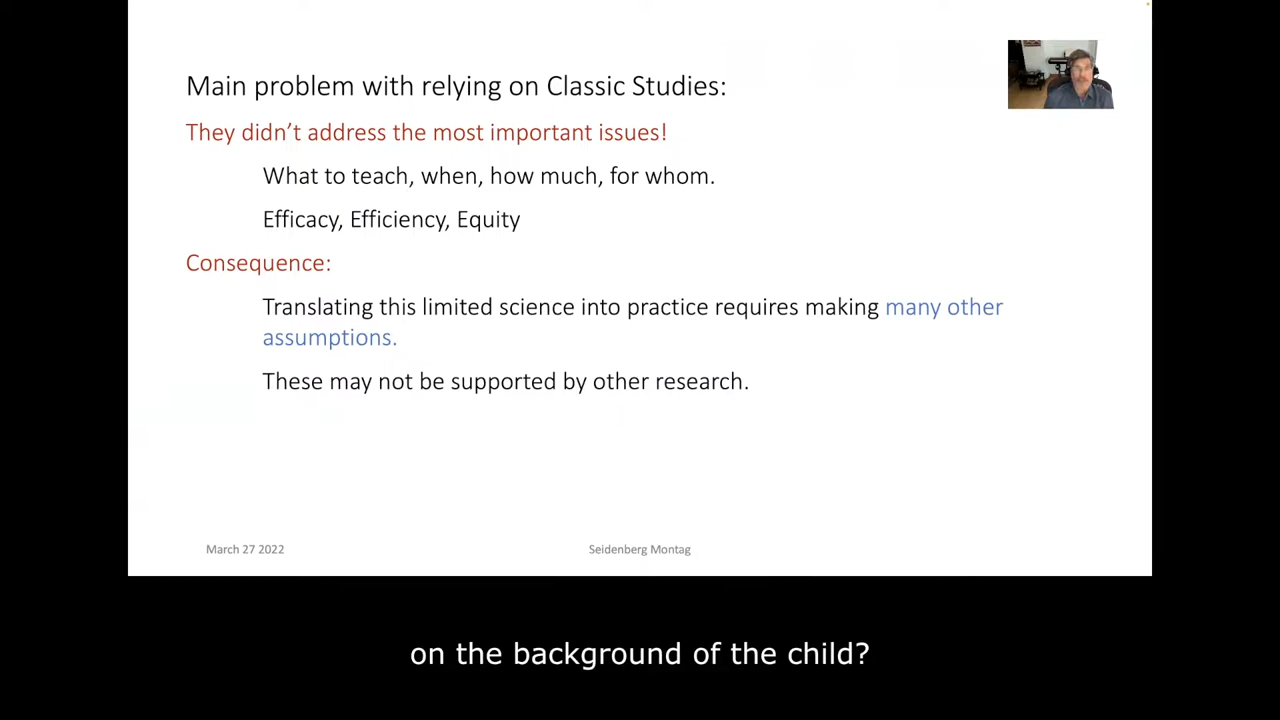 Main problem with relying on Classic Studies:
They didn’t address the most important issues!
What to teach, when, how much, for whom.
Efficacy, Efficiency, Equity
Consequence:
Translating this limited science into practice requires making many other
assumptions.
These may not be supported by other research.
March 27 2022
Seidenberg Montag
on the background of the child?